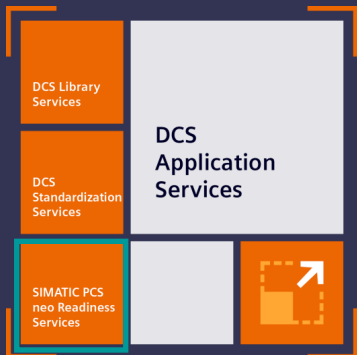 DCS Library
Services
DCS
Application
Services
DCS
Standardization
Services
SIMATIC PCS
neo Readiness
Services